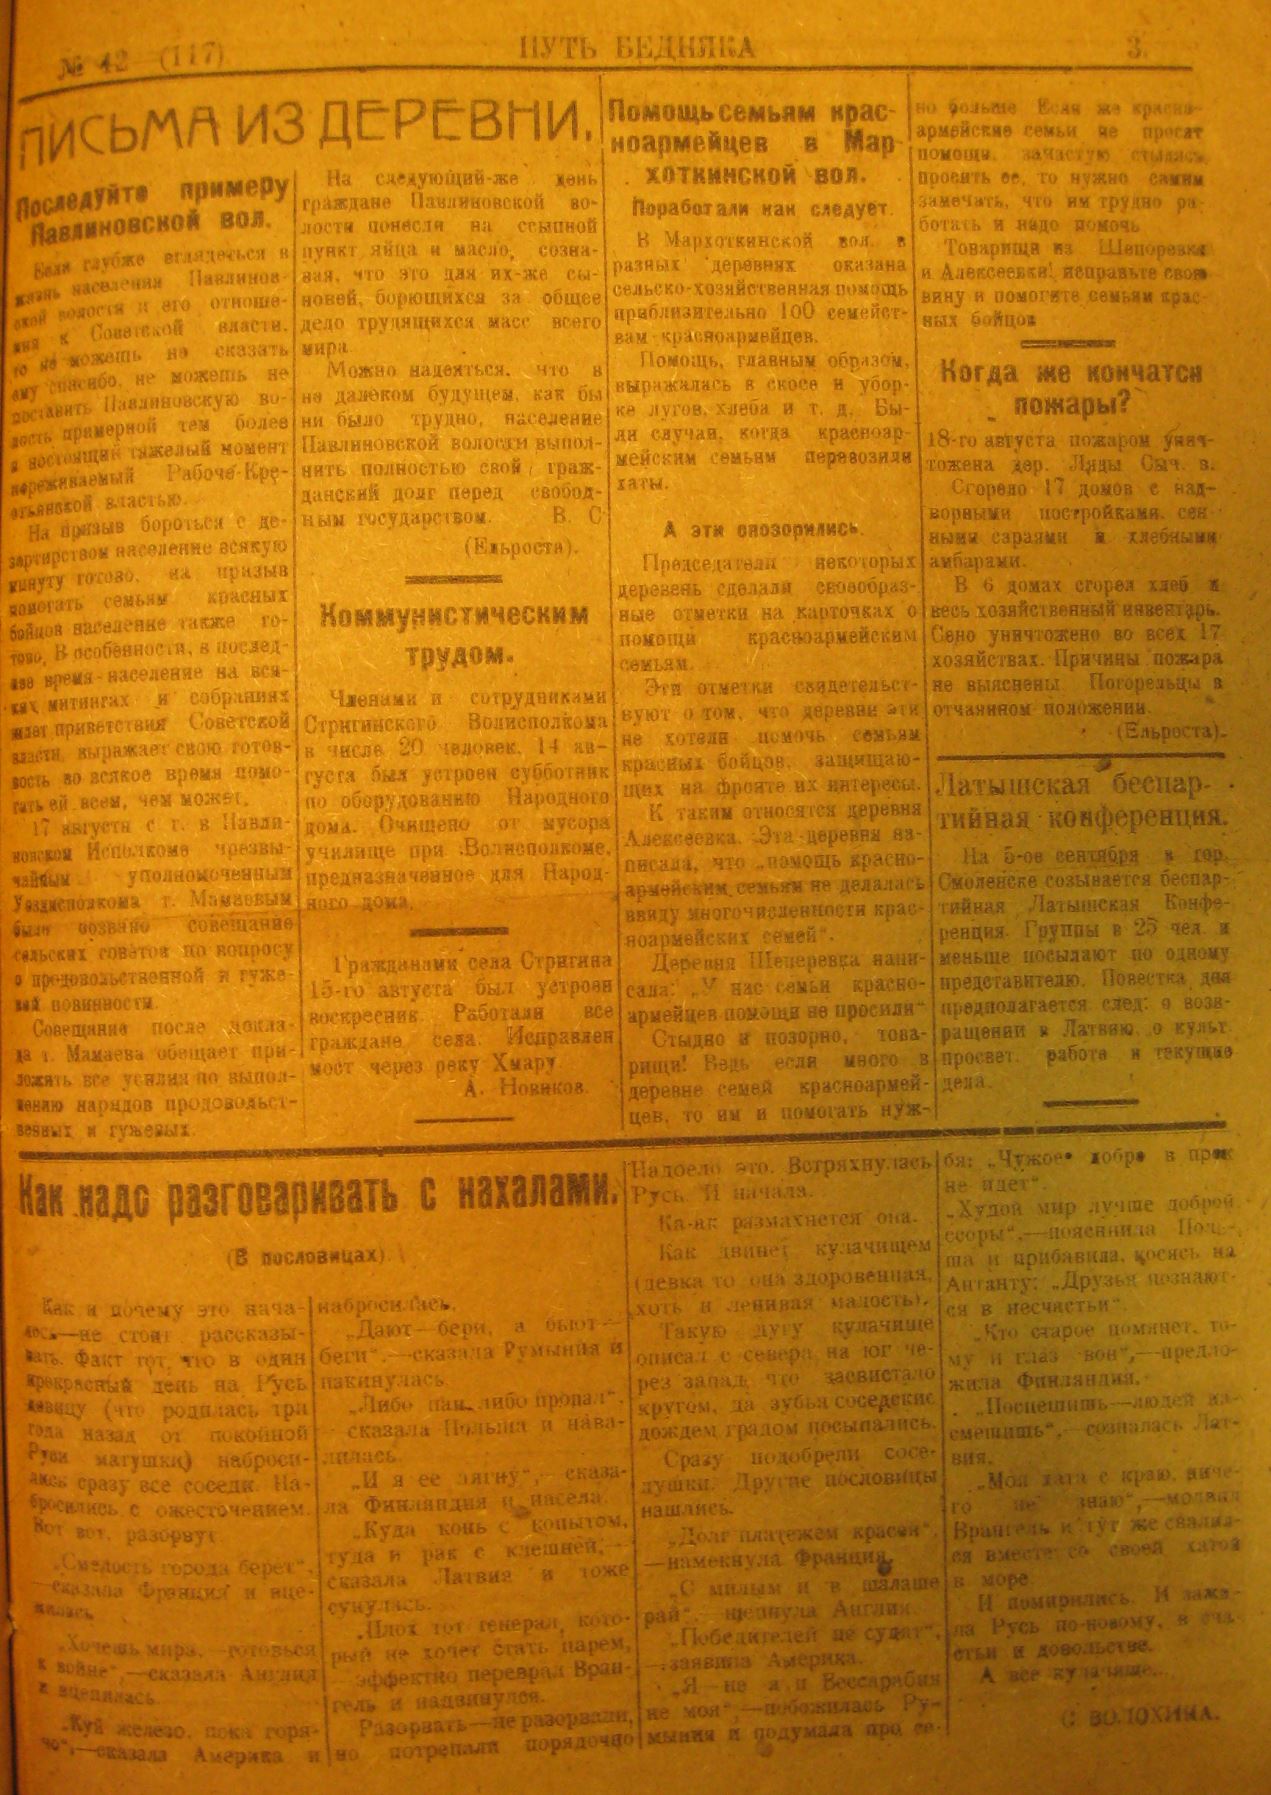 № 42 (117)
ПУТЬ БЕДНЯКА
3.
ПИСЬМА ИЗ ДЕРЕВНИ.
Последуйте примеру
Павлиновской вол.
Если глубже вглядеться в
жизнь населения Павлинов-
ской волости и его отноше-
ния к Советской власти,
то не можешь не сказать
ему спасибо, не можешь не
поставить Павлиновскую во-
лость примерной тем более
в настоящий тяжелый момент
переживаемый Рабоче-Кре-
стьянской властью.
На призыв бороться с де-
зертирством население всякую
минуту готово, на призыв
помогать семьям красных
бойцов население также го-
тово. В особенности, в послед-
нее время население на вся-
ких митингах и собраниях
шлет приветствия Советской
власти, выражает свою готов-
ность во всякое время помо-
гать ей всем, чем может.
17 августа с г. в Павли-
новском Исполкоме чрезвы-
чайным уполномоченным
Уездисполкома т. Мамаевым
было созвано совещание
сельских советов по вопросу
о продовольственной и гуже-
вой повинности.
Совещание после докла-
да т. Мамаева обещает при-
ложить все усилия по выпол-
нению нарядов продовольст-
венных и гужевых.
На следующий-же день
граждане Павлиновской во-
лости понесли на ссыпной
пункт яйца и масло, созна-
вая, что это для их-же сы-
новей, борющихся за общее
дело трудящихся масс всего
мира.
Можно надеяться, что в
не далеком будущем, как бы
ни было трудно, население
Павлиновской волости выпол-
нить полностью свой граж-
данский долг перед свобод-
ным государством. В. С
(Ельроста).
Коммунистическим
трудом.
Членами и сотрудниками
Стригинского Волисполкома
в числе 20 человек, 14 ав-
густа был устроен субботник
по оборудованию Народного
дома. Очищено от мусора
училище при Волисполкоме,
предназначенное для Народ-
ного дома.
Гражданами села Стригина
15-го августа был устроен
воскресник. Работали все
граждане села. Исправлен
мост через реку Хмару.
А. Новиков.
Помощь семьям крас-
ноармейцев в Мар
хоткинской вол.
Поработали как следует.
В Мархоткинской вол. в
разных деревнях оказана
сельско-хозяйственная помощь
приблизительно 100 семейст-
вам красноармейцев.
Помощь, главным образом,
выражалась в скосе и убор-
ке лугов, хлеба и т. д. Бы-
ли случаи, когда красноар-
мейским семьям перевозили
хаты.
А эти опозорились.
Председатели некоторых
деревень сделали своеобраз-
ные отметки на карточках о
помощи красноармейским
семьям.
Эти отметки свидетельст-
вуют о том, что деревни эти
не хотели помочь семьям
красных бойцов, защищаю-
щих на фронте их интересы.
К таким относятся деревня
Алексеевка. Эта деревня на-
писала, что „помощь красно-
армейским семьям не делалась
ввиду многочисленности крас-
ноармейских семей“.
Деревня Шеперевка напи-
сала: „У нас семьи красно-
армейцев помощи не просили“
Стыдно и позорно, това-
рищи! Ведь если много в
деревне семей красноармей-
цев, то им и помогать нуж-
но больше Если же красно-
армейские семьи не просят
помощи, зачастую стыдясь
просить ее, то нужно самим
замечать, что им трудно ра-
ботать и надо помочь
Товарищи из Шепоревки
и Алексеевки! исправьте свою
вину и помогите семьям крас-
ных бойцов
Когда же кончатся
пожары?
18-го августа пожаром унич-
тожена дер. Ляды Сыч. в.
Сгорело 17 домов с над-
ворными постройками, сен-
ными сараями и хлебными
амбарами.
В 6 домах сгорел хлеб и
весь хозяйственный инвентарь.
Сено уничтожено во всех 17
хозяйствах. Причины пожара
не выяснены. Погорельцы в
отчаянном положении.
(Ельроста).
Латышская беспар-
тийная конференция.
На 5-ое сентября в гор.
Смоленске созывается беспар-
тийная Латышская Конфе-
ренция. Группы в 25 чел. и
меньше посылают по одному
представителю. Повестка дня
предполагается след: о возв-
ращении в Латвию, о культ.
просвет. работе и текущие
дела.
Как надо разговаривать с нахалами.
(В пословицах).
Как и почему это нача-
лось—не стоит рассказы-
вать. Факт тот, что в один
прекрасный день на Русь
девицу (что родилась три
года назад от покойной
Руси матушки) наброси-
лись сразу все соседи. На-
бросились с ожесточением.
Вот вот, разорвут.
„Смелость города берет“,
—сказала Франция и вце-
пилась
„Хочешь мира,—готовься
к войне“,—сказала Англия
и вцепилась.
„Куй железо, пока горя-
чо“,—сказала Америка и
набросилась.
„Дают—бери, а бьют—
беги“,—сказала Румыния и
накинулась.
„Либо пан, либо пропал“,
—сказала Польша и нава-
лилась.
„И я ее лягну“,—сказа-
ла Финляндия и насела.
„Куда конь с копытом,
туда и рак с клешней,—
сказала Латвия и тоже
сунулась.
„Плох тот генерал, кото-
рый не хочет стать царем,
—эффектно переврал Вран-
гель и надвинулся.
Разорвать—не разорвали,
но потрепали порядочно
Надоело это. Встряхнулась
Русь. И начала.
Ка-ак размахнется она.
Как двинет кулачищем
(девка то она здоровенная,
хоть и ленивая малость).
Такую дугу кулачище
описал с севера на юг че-
рез запад, что засвистало
кругом, да зубья соседские
дождем, градом посыпались.
Сразу подобрели сосе-
душки. Другие пословицы
нашлись.
„Долг платежем красен“,
—намекнула Франция.
„С милым и в шалаше
рай“,—шепнула Англия.
„Победителей не судят“,
—заявила Америка.
„Я—не я и Бессарабия
не моя“,—побожилась Ру-
мыния и подумала про се-
бя: „Чужое добро в прок
не идет“.
„Худой мир лучше доброй
ссоры“,—пояснила Поль-
ша и прибавила, косясь на
Антанту: „Друзья познают-
ся в несчастьи“.
„Кто старое помянет, то-
му и глаз вон“,—предло-
жила Финляндия.
„Поспешишь—людей на-
смешишь“,—созналась Лат-
вия.
„Моя хата с краю, ниче-
го не знаю“,—молвил
Врангель и тут же свалил-
ся вместе со своей хатой
в море.
И помирились. И зажи-
ла Русь по-новому, в сча-
стьи и довольстве.
А все кулачище...
С ВОЛОХИНА.